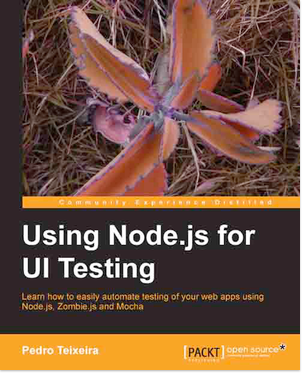 Community Experience Distilled
Using Node.js for
UI Testing
Learn how to easily automate testing of your web apps using
Node.js, Zombie.js and Mocha
Pedro Teixeira
[PACKT] open source*
PUBLISHING